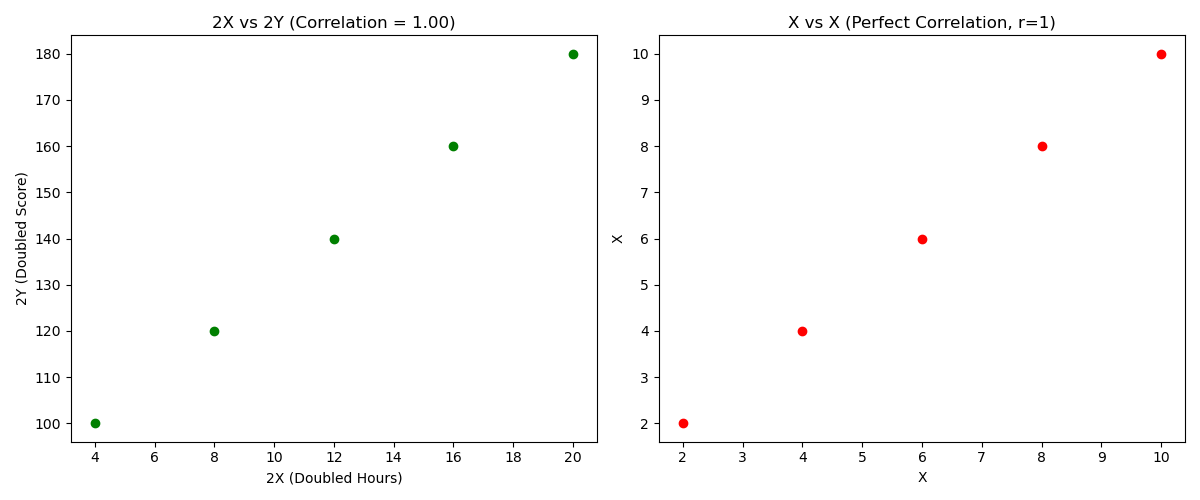 2X vs 2Y (Correlation = 1.00)
180
170
160
150
140
130
120
110
100
2Y (Doubled Score)
4 6 8 10 12 14 16 18 20
2X (Doubled Hours)
X vs X (Perfect Correlation, r=1)
10
9
8
7
6
5
4
3
2
X
2 3 4 5 6 7 8 9 10
X